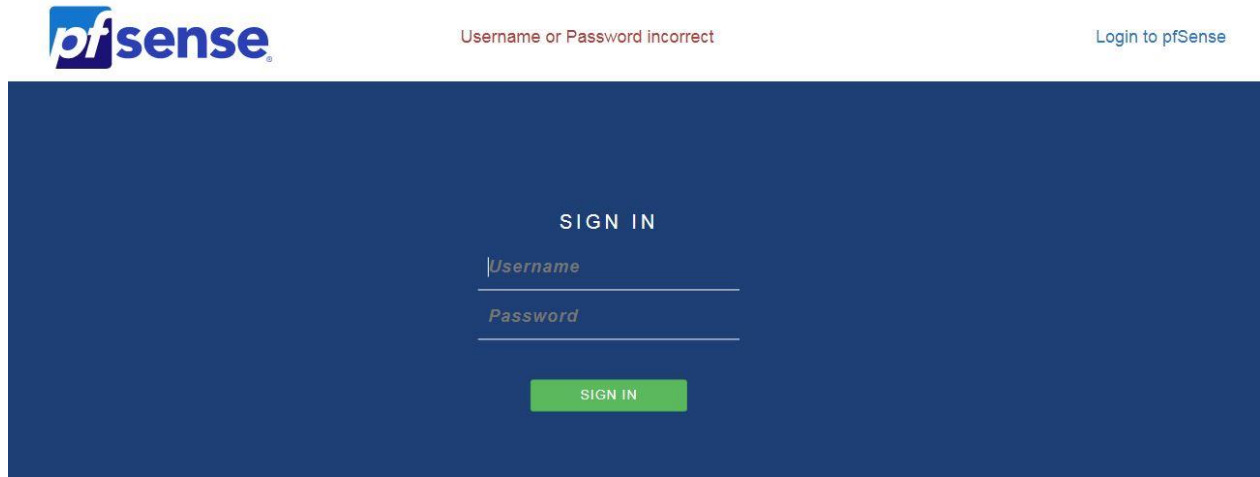 pfsense®
Username or Password incorrect
Login to pfSense
SIGN IN
Username
Password
SIGN IN